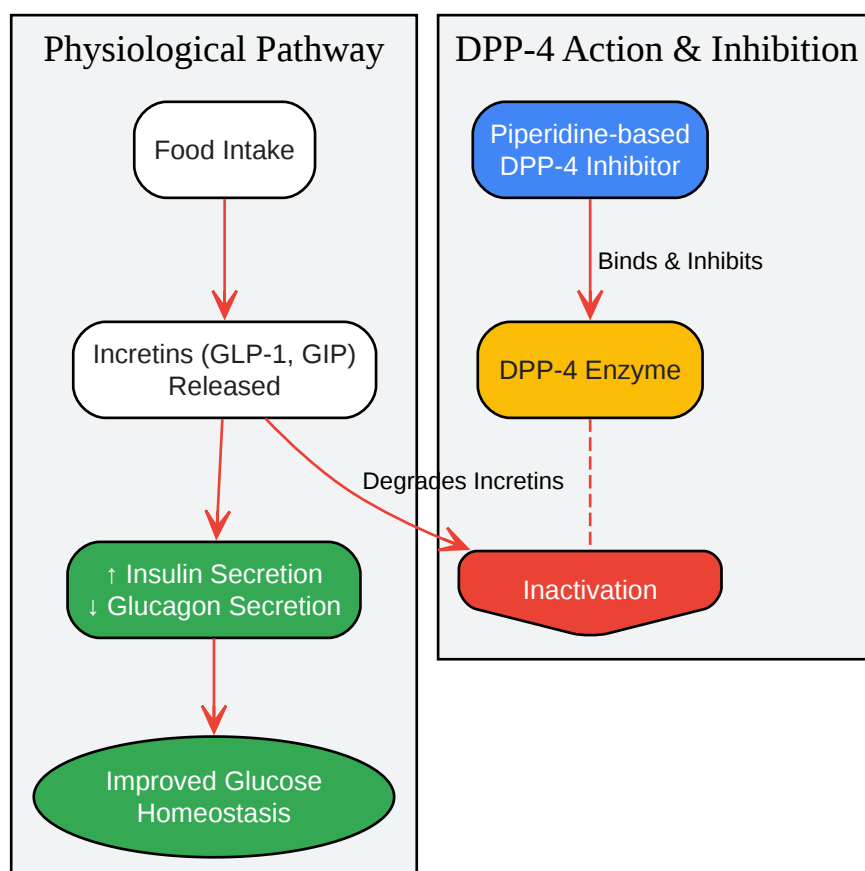 Physiological Pathway
Food Intake
Incretins (GLP-1, GIP)
Released
Degrades Incretins
↑ Insulin Secretion
↓ Glucagon Secretion
Improved Glucose
Homeostasis
DPP-4 Action & Inhibition
Piperidine-based
DPP-4 Inhibitor
Binds & Inhibits
DPP-4 Enzyme
Inactivation